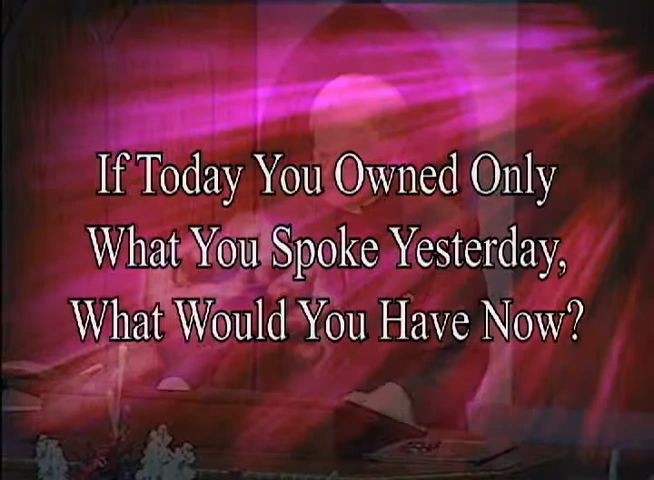 If Today You Owned Only
What You Spoke Yesterday,
What Would You Have Now?